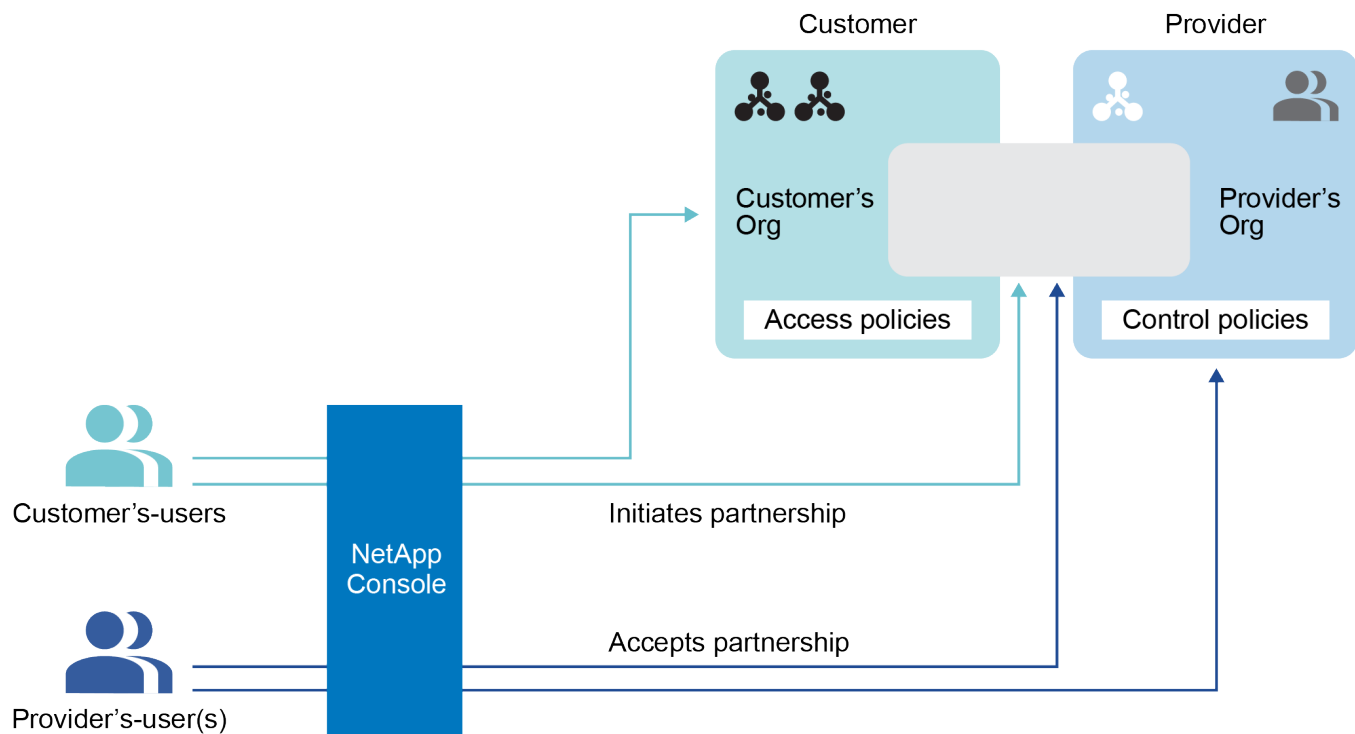 Customer
Provider
Customer’s
Org
Provider’s
Org
Access policies
Control policies
Customer’s-users
Initiates partnership
NetApp
Console
Accepts partnership
Provider’s-user(s)